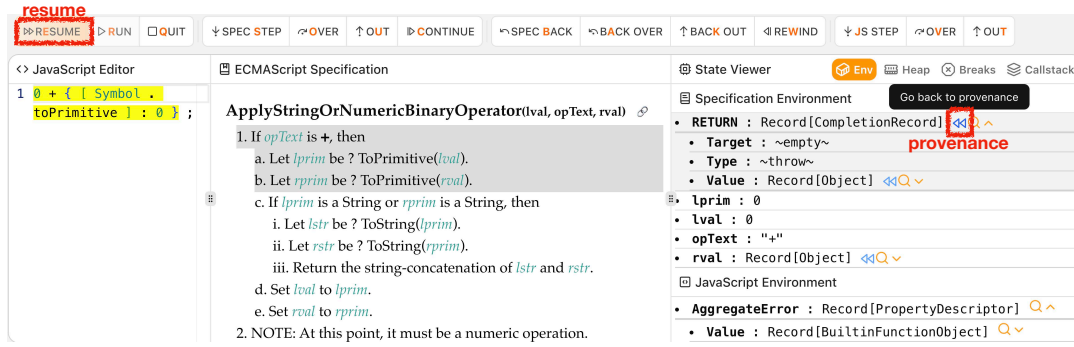 resume
RESUME RUN QUIT SPEC STEP OVER OUT CONTINUE SPEC BACK BACK OVER BACK OUT REWIND JS STEP OVER OUT
<> JavaScript Editor
1 0 + { [ Symbol .
toPrimitive ] : 0 } ;
ECMAScript Specification
ApplyStringOrNumericBinaryOperator(lval, opText, rval)
1. If opText is +, then
a. Let lprim be ? ToPrimitive(lval).
b. Let rprim be ? ToPrimitive(rval).
c. If lprim is a String or rprim is a String, then
i. Let lstr be ? ToString(lprim).
ii. Let rstr be ? ToString(rprim).
iii. Return the string-concatenation of lstr and rstr.
d. Set lval to lprim.
e. Set rval to rprim.
2. NOTE: At this point, it must be a numeric operation.
State Viewer Env Heap Breaks Callstack
Specification Environment
Go back to provenance
• RETURN : Record[CompletionRecord]
provenance
• Target : ~empty~
• Type : ~throw~
• Value : Record[Object]
• lprim : 0
• lval : 0
• opText : "+"
• rval : Record[Object]
JavaScript Environment
• AggregateError : Record[PropertyDescriptor]
• Value : Record[BuiltinFunctionObject]